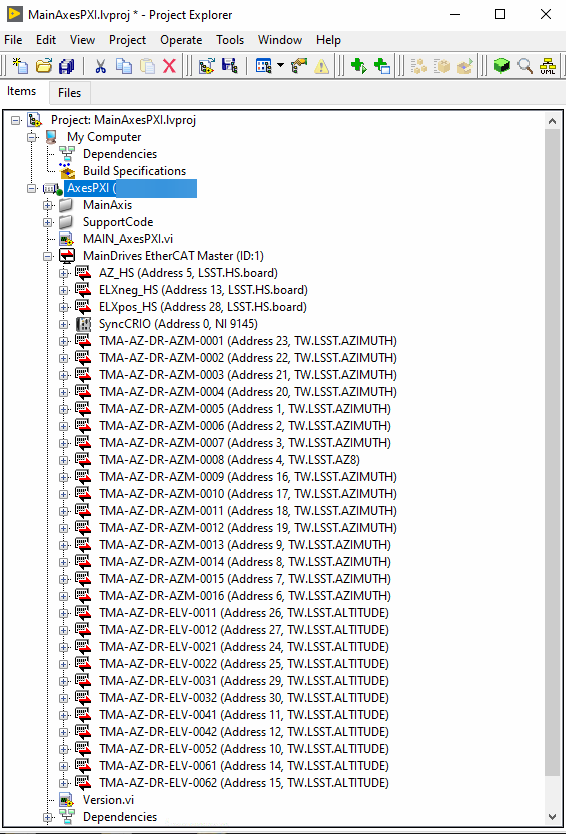 MainAxesPXI.lvproj * - Project Explorer
File Edit View Project Operate Tools Window Help
Items Files
Project: MainAxesPXI.lvproj
My Computer
Dependencies
Build Specifications
AxesPXI (
MainAxis
SupportCode
MAIN_AxesPXI.vi
MainDrives EtherCAT Master (ID:1)
AZ_HS (Address 5, LSST.HS.board)
ELXneg_HS (Address 13, LSST.HS.board)
ELXpos_HS (Address 28, LSST.HS.board)
SyncCRIO (Address 0, NI 9145)
TMA-AZ-DR-AZM-0001 (Address 23, TW.LSST.AZIMUTH)
TMA-AZ-DR-AZM-0002 (Address 22, TW.LSST.AZIMUTH)
TMA-AZ-DR-AZM-0003 (Address 21, TW.LSST.AZIMUTH)
TMA-AZ-DR-AZM-0004 (Address 20, TW.LSST.AZIMUTH)
TMA-AZ-DR-AZM-0005 (Address 1, TW.LSST.AZIMUTH)
TMA-AZ-DR-AZM-0006 (Address 2, TW.LSST.AZIMUTH)
TMA-AZ-DR-AZM-0007 (Address 3, TW.LSST.AZIMUTH)
TMA-AZ-DR-AZM-0008 (Address 4, TW.LSST.AZ8)
TMA-AZ-DR-AZM-0009 (Address 16, TW.LSST.AZIMUTH)
TMA-AZ-DR-AZM-0010 (Address 17, TW.LSST.AZIMUTH)
TMA-AZ-DR-AZM-0011 (Address 18, TW.LSST.AZIMUTH)
TMA-AZ-DR-AZM-0012 (Address 19, TW.LSST.AZIMUTH)
TMA-AZ-DR-AZM-0013 (Address 9, TW.LSST.AZIMUTH)
TMA-AZ-DR-AZM-0014 (Address 8, TW.LSST.AZIMUTH)
TMA-AZ-DR-AZM-0015 (Address 7, TW.LSST.AZIMUTH)
TMA-AZ-DR-AZM-0016 (Address 6, TW.LSST.AZIMUTH)
TMA-AZ-DR-ELV-0011 (Address 26, TW.LSST.ALTITUDE)
TMA-AZ-DR-ELV-0012 (Address 27, TW.LSST.ALTITUDE)
TMA-AZ-DR-ELV-0021 (Address 24, TW.LSST.ALTITUDE)
TMA-AZ-DR-ELV-0022 (Address 25, TW.LSST.ALTITUDE)
TMA-AZ-DR-ELV-0031 (Address 29, TW.LSST.ALTITUDE)
TMA-AZ-DR-ELV-0032 (Address 30, TW.LSST.ALTITUDE)
TMA-AZ-DR-ELV-0041 (Address 11, TW.LSST.ALTITUDE)
TMA-AZ-DR-ELV-0042 (Address 12, TW.LSST.ALTITUDE)
TMA-AZ-DR-ELV-0052 (Address 10, TW.LSST.ALTITUDE)
TMA-AZ-DR-ELV-0061 (Address 14, TW.LSST.ALTITUDE)
TMA-AZ-DR-ELV-0062 (Address 15, TW.LSST.ALTITUDE)
Version.vi
Dependencies